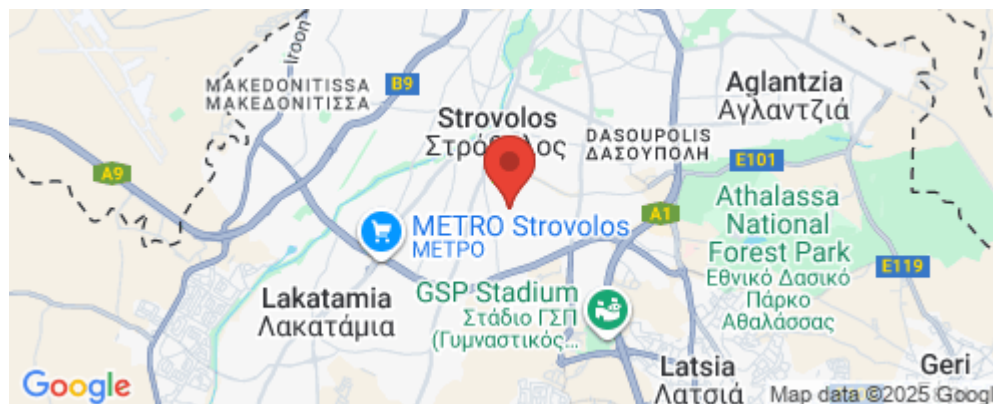 Iroon
MAKEDONITISSA
ΜΑΚΕΔΟΝΙΤΙΣΣΑ
B9
Strovolos
Aglantzia
Αγλαντζιά
DASOUPOLIS
ΔΑΣΟΥΠΟΛΗ
E101
A9
A1
METRO Strovolos
ΜΕΤΡΟ
Athalassa
National
Forest Park
Εθνικό Δασικό
Πάρκο
Αθαλάσσας
E119
Lakatamia
Λακατάμια
GSP Stadium
Στάδιο ΓΣΠ
(Γυμναστικός...
Latsia
Λατσιά
Geri
Google
Map data ©2025